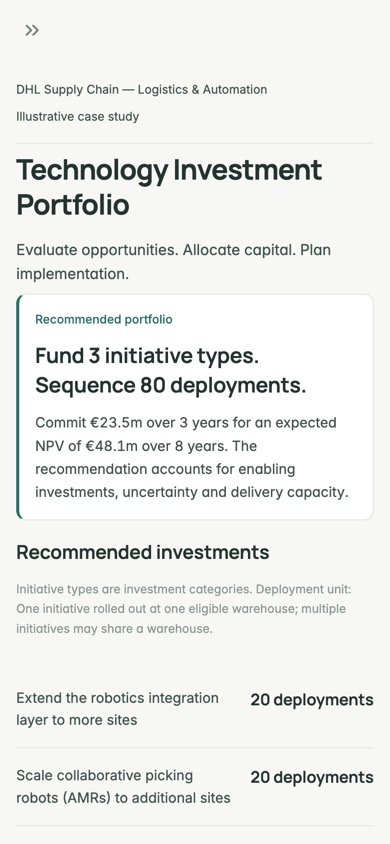 DHL Supply Chain — Logistics & Automation
Illustrative case study
Technology Investment
Portfolio
Evaluate opportunities. Allocate capital. Plan
implementation.
Recommended portfolio
Fund 3 initiative types.
Sequence 80 deployments.
Commit €23.5m over 3 years for an expected
NPV of €48.1m over 8 years. The
recommendation accounts for enabling
investments, uncertainty and delivery capacity.
Recommended investments
Initiative types are investment categories. Deployment unit:
One initiative rolled out at one eligible warehouse; multiple
initiatives may share a warehouse.
Extend the robotics integration
layer to more sites
20 deployments
Scale collaborative picking
robots (AMRs) to additional sites
20 deployments